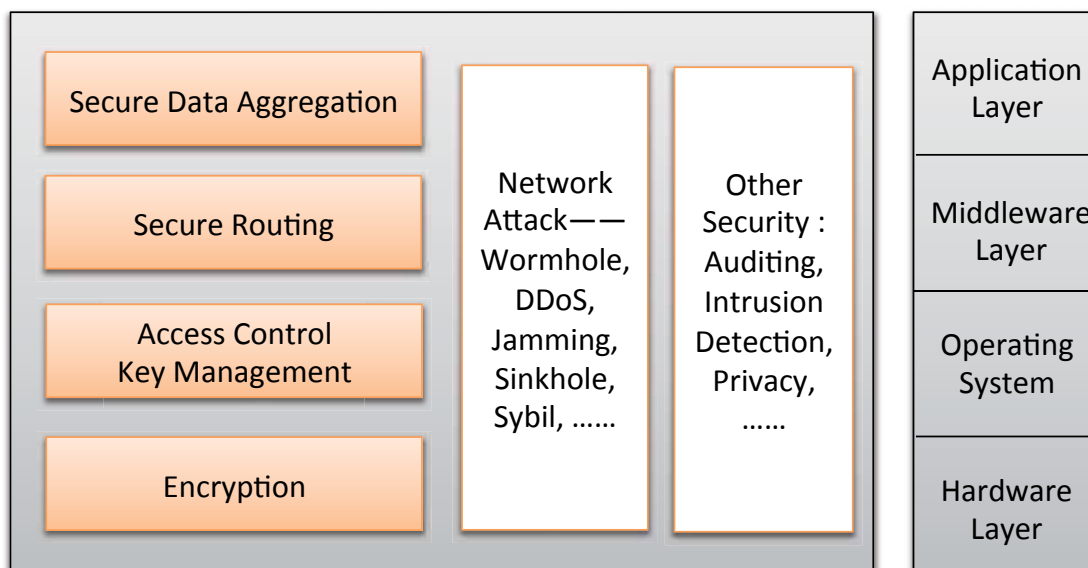 Secure Data Aggregation
Secure Routing
Access Control
Key Management
Encryption
Network
Attack——
Wormhole,
DDoS,
Jamming,
Sinkhole,
Sybil, ......
Other
Security :
Auditing,
Intrusion
Detection,
Privacy,
......
Application
Layer
Middleware
Layer
Operating
System
Hardware
Layer